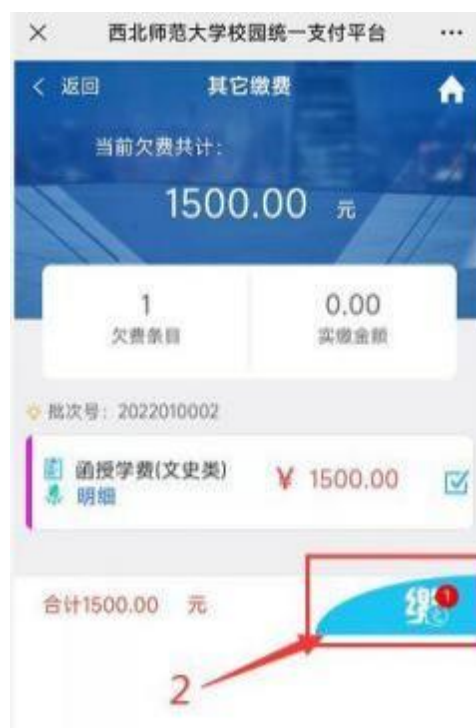 西北师范大学校园统一支付平台
返回 其它缴费
当前欠费共计:
1500.00 元
1 0.00
欠费条目 实缴金额
批次号: 2022010002
函授学费(文史类) ¥ 1500.00
明细
合计1500.00 元 缴 1
2